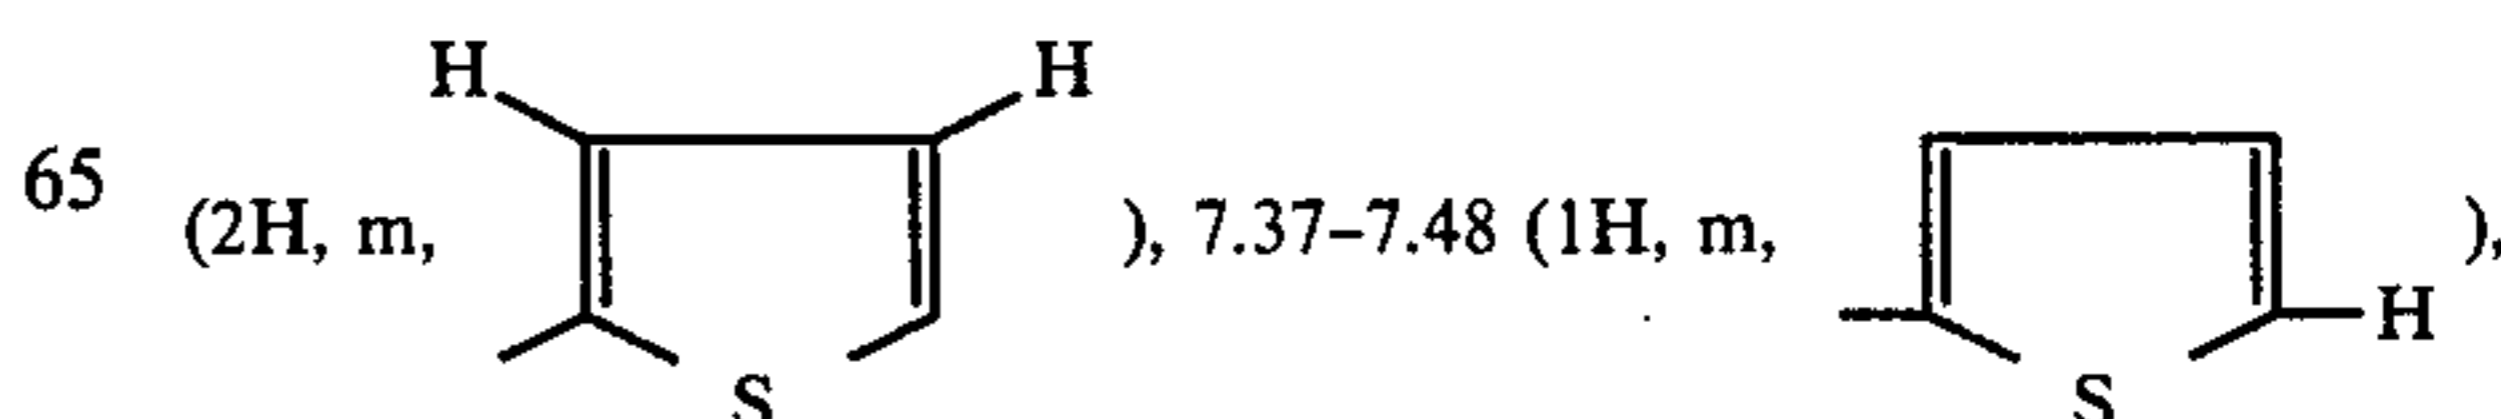 H H
65 (2H, m, ), 7.37–7.48 (1H, m, ),
H
S S